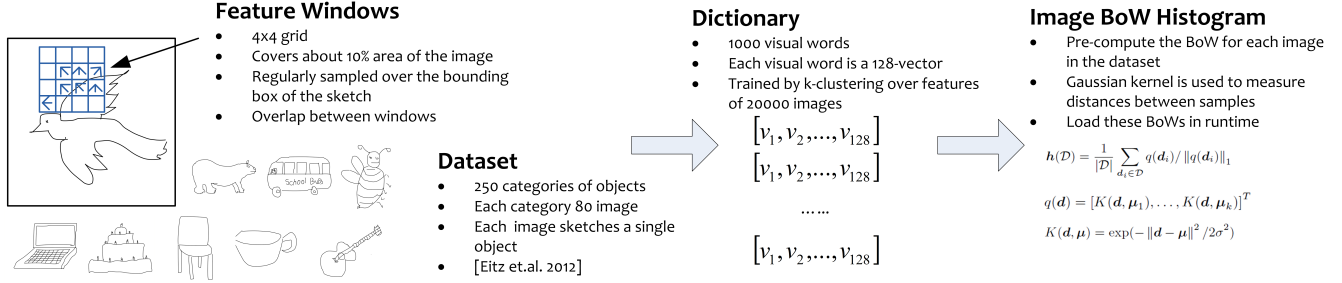 Feature Windows
• 4x4 grid
• Covers about 10% area of the image
• Regularly sampled over the bounding
box of the sketch
• Overlap between windows
School Bus
Dataset
• 250 categories of objects
• Each category 80 image
• Each image sketches a single
object
• [Eitz et.al. 2012]
Dictionary
• 1000 visual words
• Each visual word is a 128-vector
• Trained by k-clustering over features
of 20000 images
[v₁, v₂,..., v₁₂₈]
[v₁, v₂,..., v₁₂₈]
......
[v₁, v₂,..., v₁₂₈]
Image BoW Histogram
• Pre-compute the BoW for each image
in the dataset
• Gaussian kernel is used to measure
distances between samples
• Load these BoWs in runtime
h(𝒟) = 1/|𝒟| ∑_{dᵢ∈𝒟} q(dᵢ)/ ‖q(dᵢ)‖₁
q(d) = [K(d, μ₁), . . . , K(d, μₖ)]ᵀ
K(d, μ) = exp(− ‖d − μ‖² /2σ²)